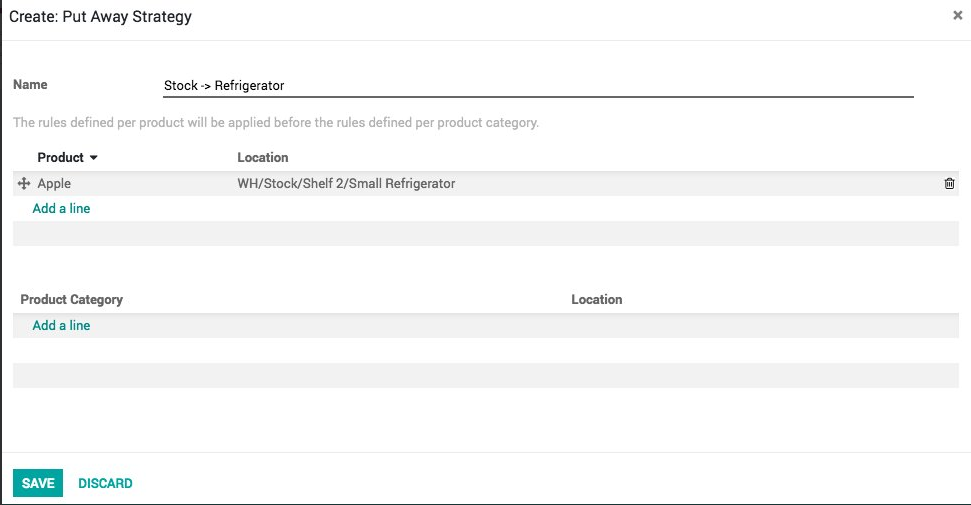 Create: Put Away Strategy ×
Name Stock -> Refrigerator
The rules defined per product will be applied before the rules defined per product category.
Product Location
Apple WH/Stock/Shelf 2/Small Refrigerator
Add a line
Product Category Location
Add a line
SAVE DISCARD